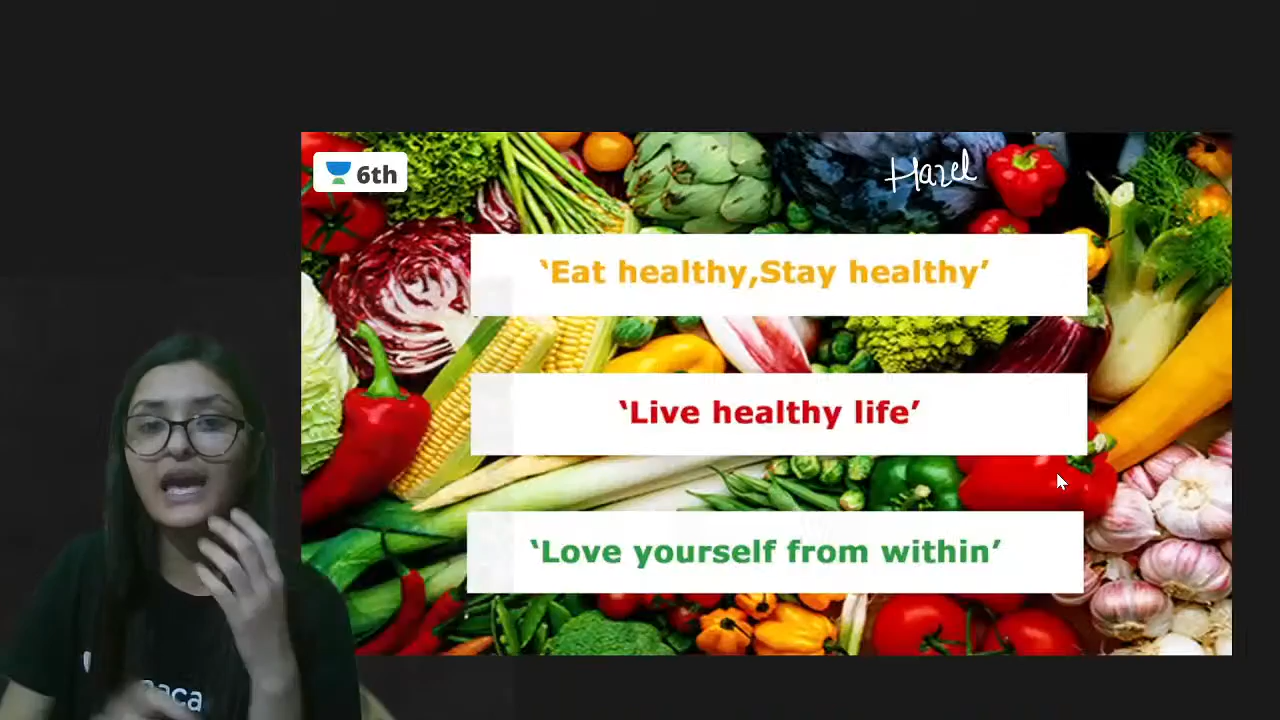 6th
Hazel
‘Eat healthy,Stay healthy’
‘Live healthy life’
‘Love yourself from within’